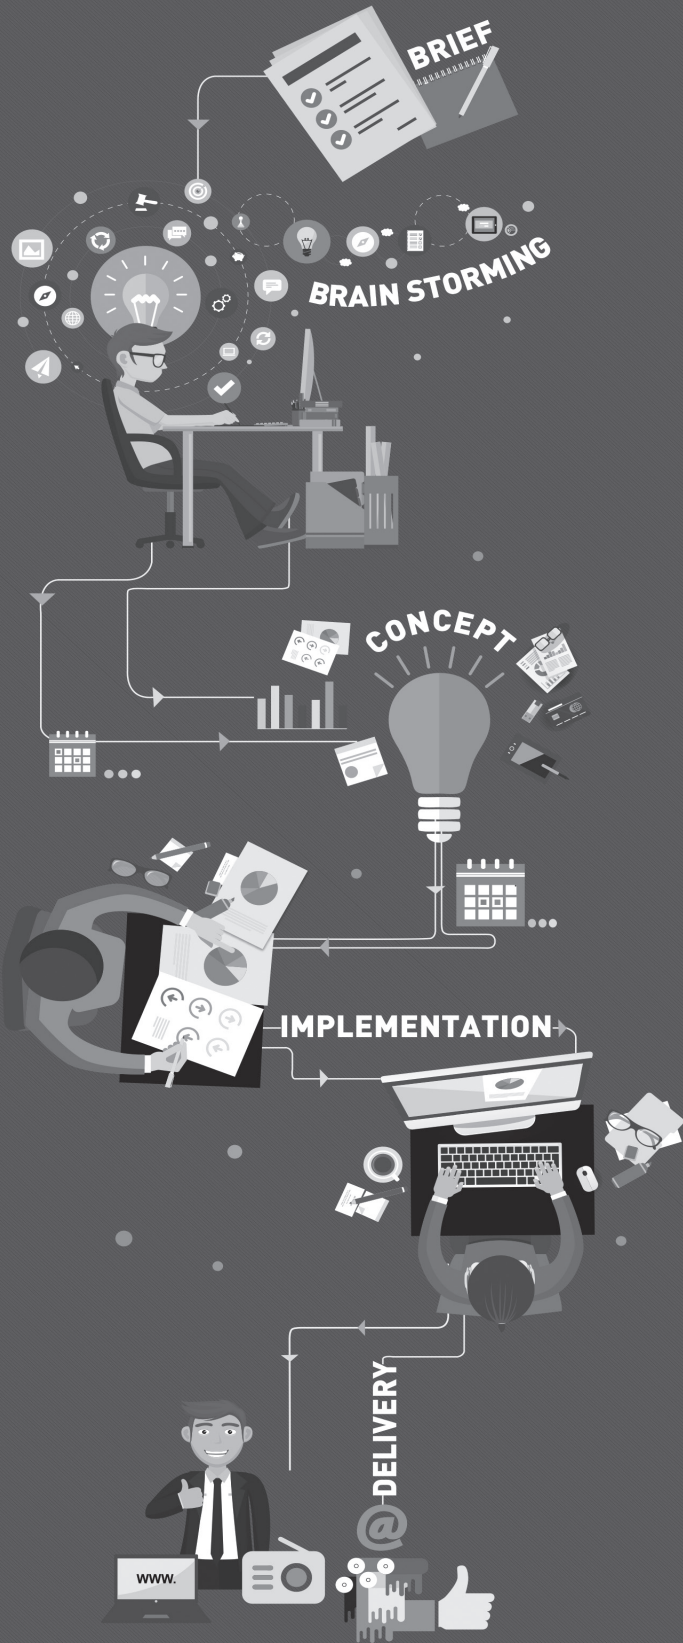 BRIEF
BRAIN STORMING
CONCEPT
IMPLEMENTATION
DELIVERY
@
www.